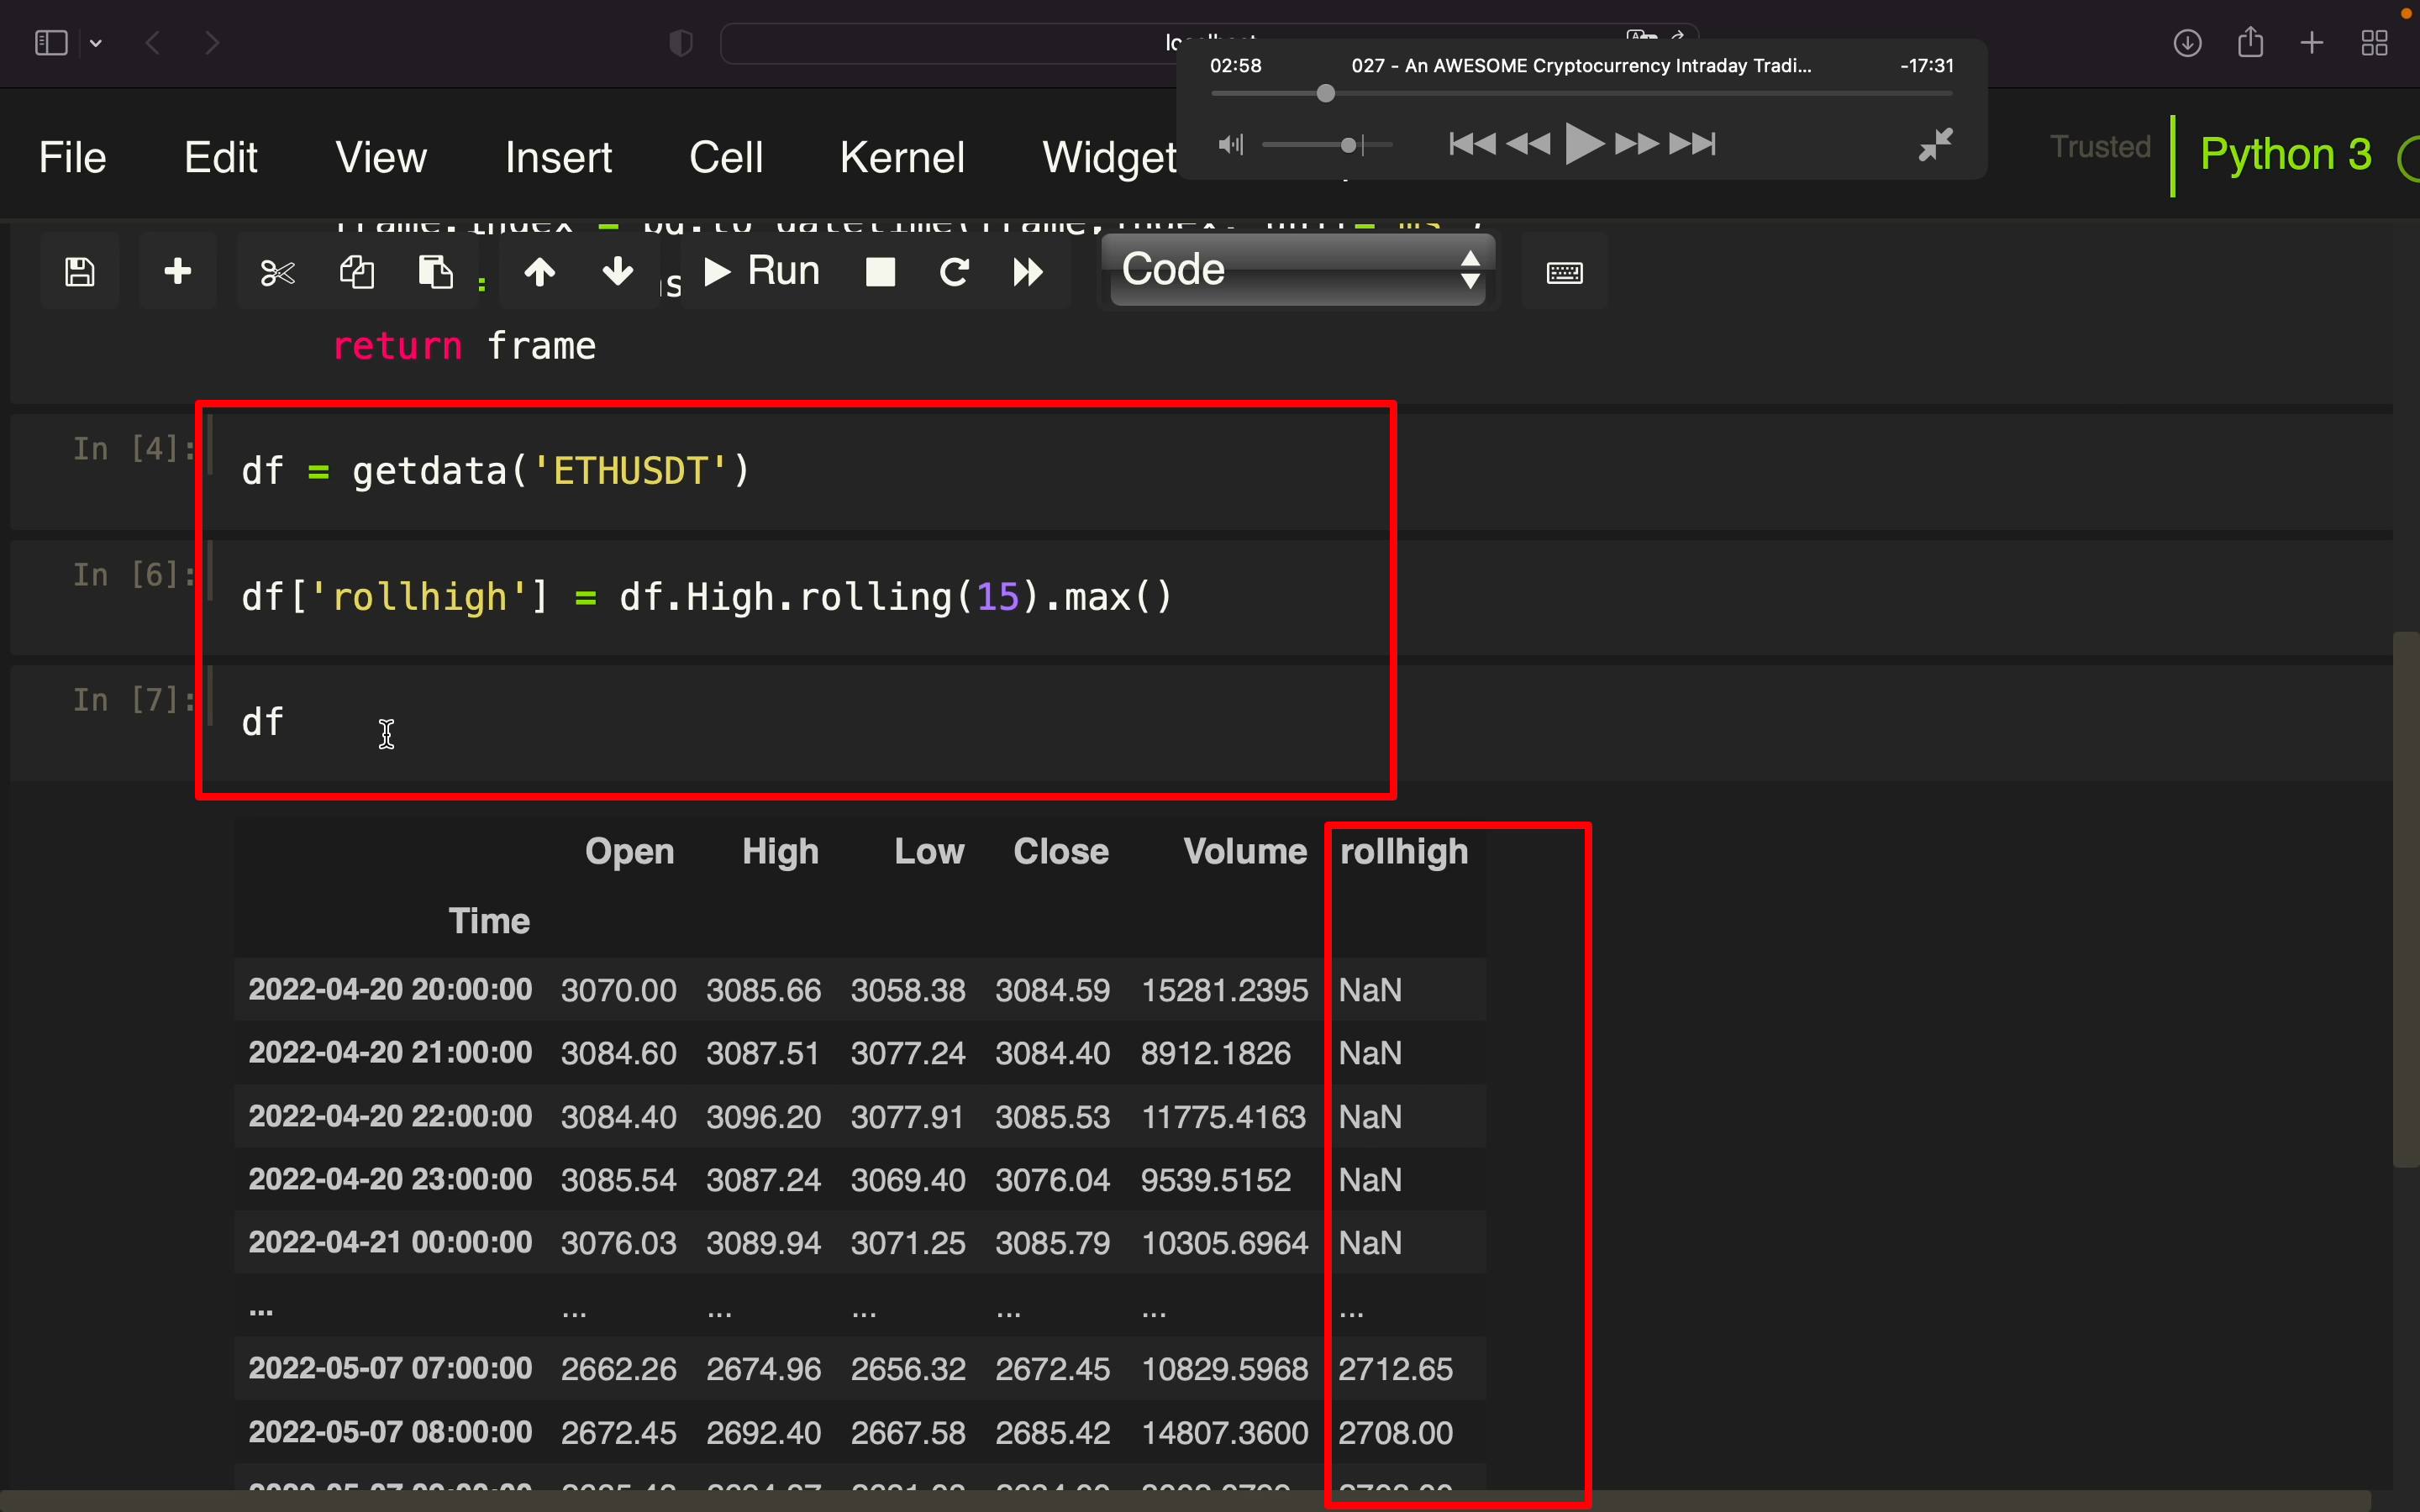 02:58 027 - An AWESOME Cryptocurrency Intraday Tradi... -17:31
File Edit View Insert Cell Kernel Widget Trusted Python 3
Run Code
return frame
In [4]: df = getdata('ETHUSDT')
In [6]: df['rollhigh'] = df.High.rolling(15).max()
In [7]: df
Open High Low Close Volume rollhigh
Time
2022-04-20 20:00:00 3070.00 3085.66 3058.38 3084.59 15281.2395 NaN
2022-04-20 21:00:00 3084.60 3087.51 3077.24 3084.40 8912.1826 NaN
2022-04-20 22:00:00 3084.40 3096.20 3077.91 3085.53 11775.4163 NaN
2022-04-20 23:00:00 3085.54 3087.24 3069.40 3076.04 9539.5152 NaN
2022-04-21 00:00:00 3076.03 3089.94 3071.25 3085.79 10305.6964 NaN
... ... ... ... ... ... ...
2022-05-07 07:00:00 2662.26 2674.96 2656.32 2672.45 10829.5968 2712.65
2022-05-07 08:00:00 2672.45 2692.40 2667.58 2685.42 14807.3600 2708.00